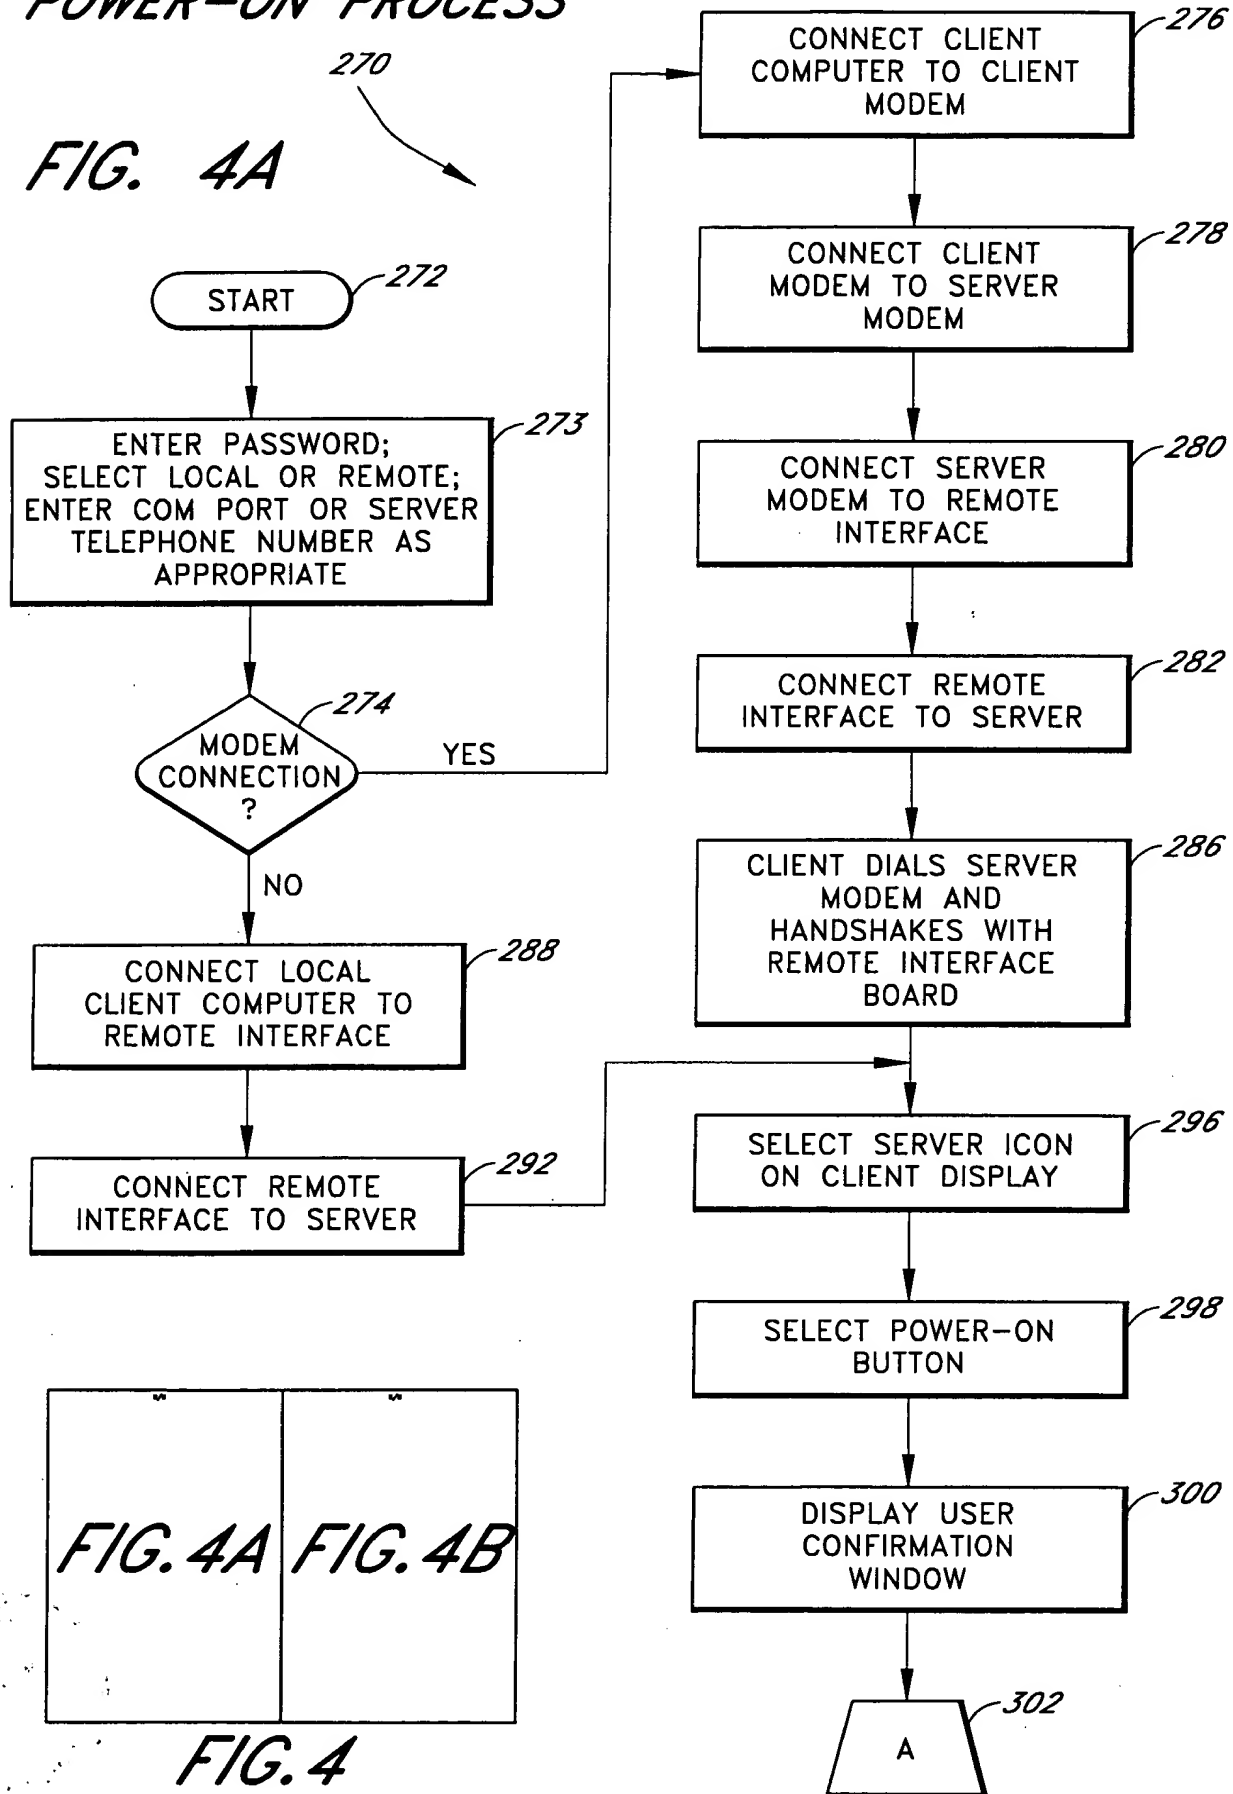 POWER-ON PROCESS
270
FIG. 4A
START
272
ENTER PASSWORD;
SELECT LOCAL OR REMOTE;
ENTER COM PORT OR SERVER
TELEPHONE NUMBER AS
APPROPRIATE
273
MODEM
CONNECTION
?
274
YES
NO
CONNECT LOCAL
CLIENT COMPUTER TO
REMOTE INTERFACE
288
CONNECT REMOTE
INTERFACE TO SERVER
292
CONNECT CLIENT
COMPUTER TO CLIENT
MODEM
276
CONNECT CLIENT
MODEM TO SERVER
MODEM
278
CONNECT SERVER
MODEM TO REMOTE
INTERFACE
280
CONNECT REMOTE
INTERFACE TO SERVER
282
CLIENT DIALS SERVER
MODEM AND
HANDSHAKES WITH
REMOTE INTERFACE
BOARD
286
SELECT SERVER ICON
ON CLIENT DISPLAY
296
SELECT POWER-ON
BUTTON
298
DISPLAY USER
CONFIRMATION
WINDOW
300
A
302
FIG. 4A
FIG. 4B
FIG. 4